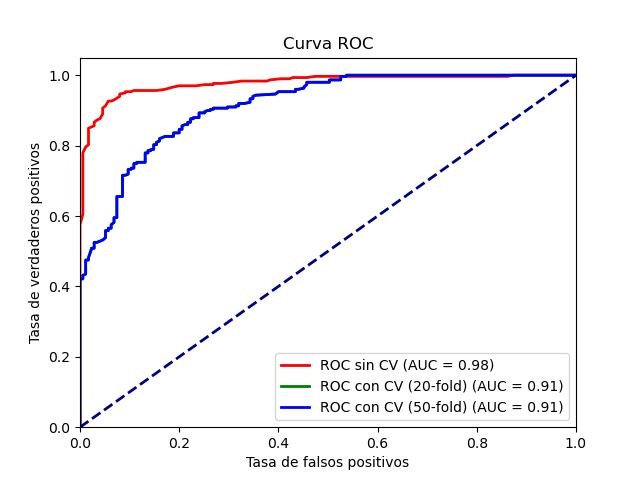 Curva ROC
Tasa de verdaderos positivos
1.0
0.8
0.6
0.4
0.2
0.0
ROC sin CV (AUC = 0.98)
ROC con CV (20-fold) (AUC = 0.91)
ROC con CV (50-fold) (AUC = 0.91)
0.0 0.2 0.4 0.6 0.8 1.0
Tasa de falsos positivos